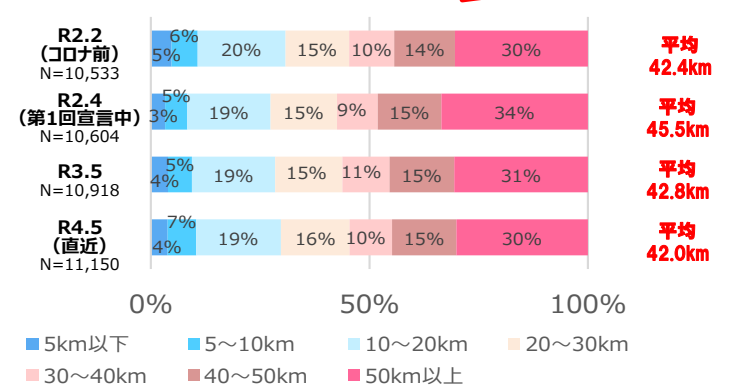 R2.2
(コロナ前)
N=10,533
5%
6%
20%
15%
10%
14%
30%
平均
42.4km
R2.4
(第1回宣言中)
N=10,604
3%
5%
19%
15%
9%
15%
34%
平均
45.5km
R3.5
N=10,918
4%
5%
19%
15%
11%
15%
31%
平均
42.8km
R4.5
(直近)
N=11,150
4%
7%
19%
16%
10%
15%
30%
平均
42.0km
0%
50%
100%
5km以下
5～10km
10～20km
20～30km
30～40km
40～50km
50km以上